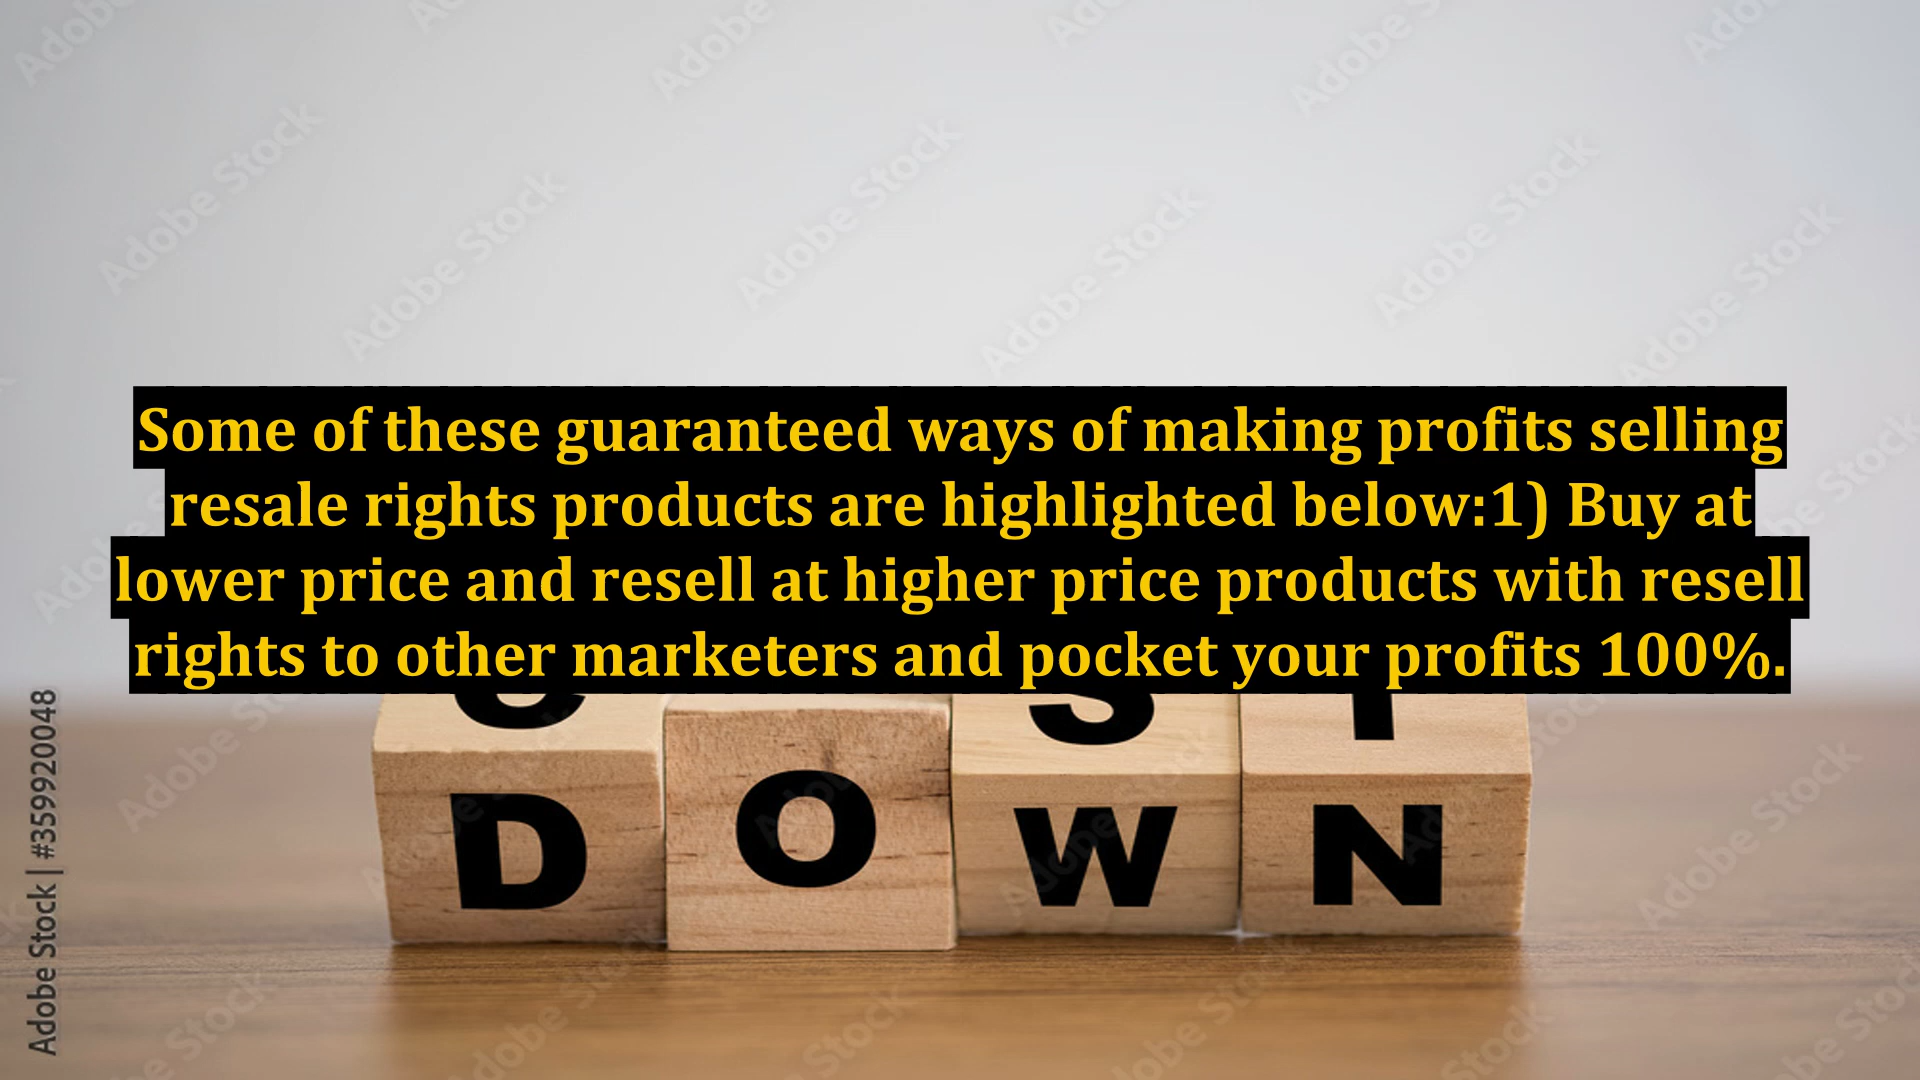 Some of these guaranteed ways of making profits selling
resale rights products are highlighted below:1) Buy at
lower price and resell at higher price products with resell
rights to other marketers and pocket your profits 100%.
D O W N
Adobe Stock | #359920048
Adobe Stock